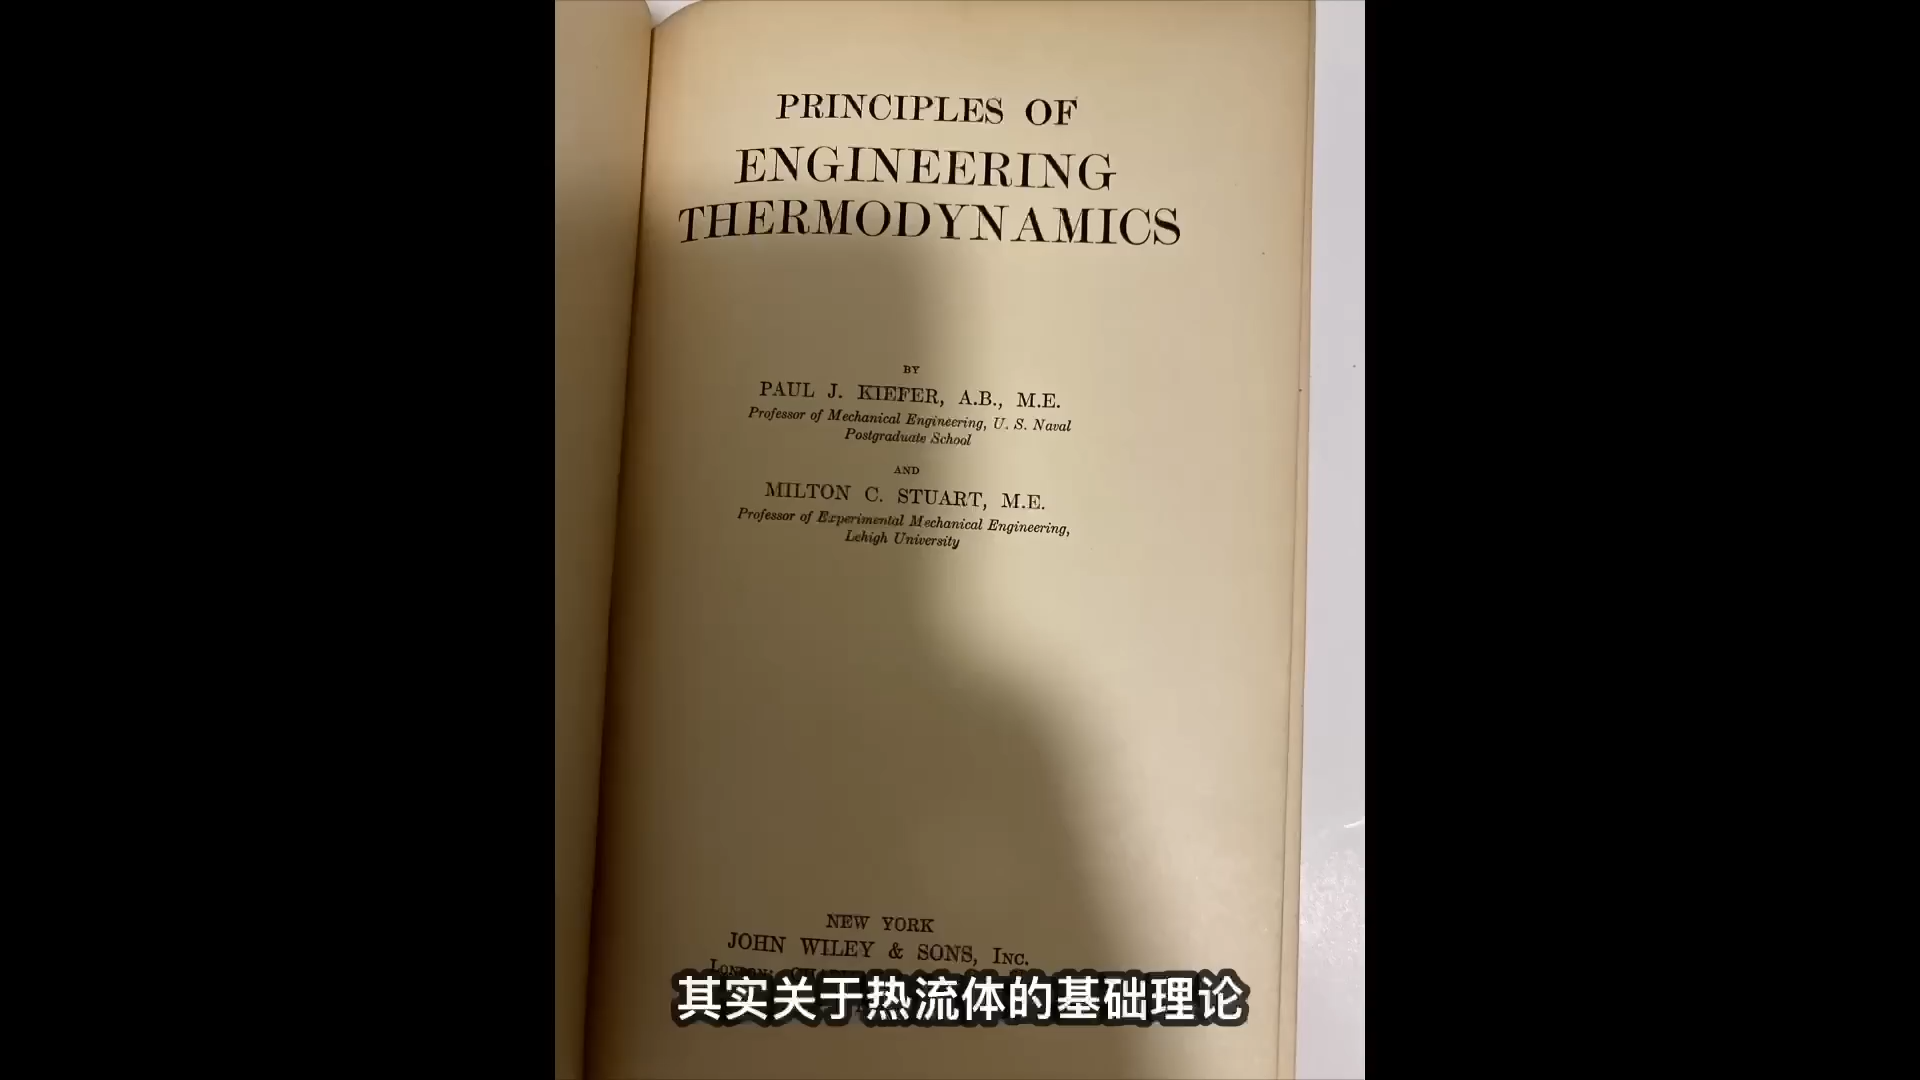 PRINCIPLES OF
ENGINEERING
THERMODYNAMICS
BY
PAUL J. KIEFER, A.B., M.E.
Professor of Mechanical Engineering, U. S. Naval
Postgraduate School
AND
MILTON C. STUART, M.E.
Professor of Experimental Mechanical Engineering,
Lehigh University
NEW YORK
JOHN WILEY & SONS, INC.
LONDON:
其实关于热流体的基础理论